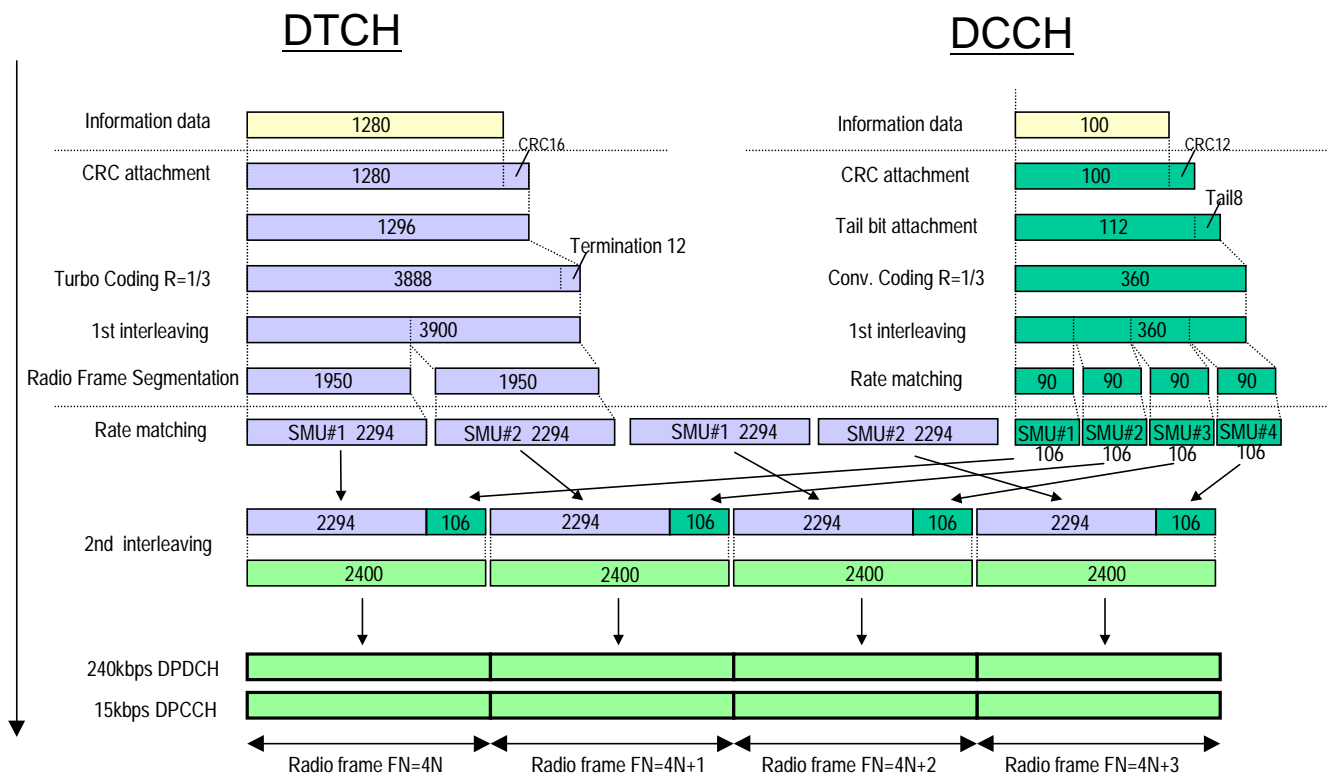 DTCH
DCCH
Information data
1280
Information data
100
CRC16
CRC12
CRC attachment
1280
CRC attachment
100
Tail8
1296
Tail bit attachment
112
Termination 12
Turbo Coding R=1/3
3888
Conv. Coding R=1/3
360
1st interleaving
3900
1st interleaving
360
Radio Frame Segmentation
1950
1950
Rate matching
90
90
90
90
Rate matching
SMU#1 2294
SMU#2 2294
SMU#1 2294
SMU#2 2294
SMU#1
SMU#2
SMU#3
SMU#4
106
106
106
106
2294
106
2294
106
2294
106
2294
106
2nd interleaving
2400
2400
2400
2400
240kbps DPDCH
15kbps DPCCH
Radio frame FN=4N
Radio frame FN=4N+1
Radio frame FN=4N+2
Radio frame FN=4N+3